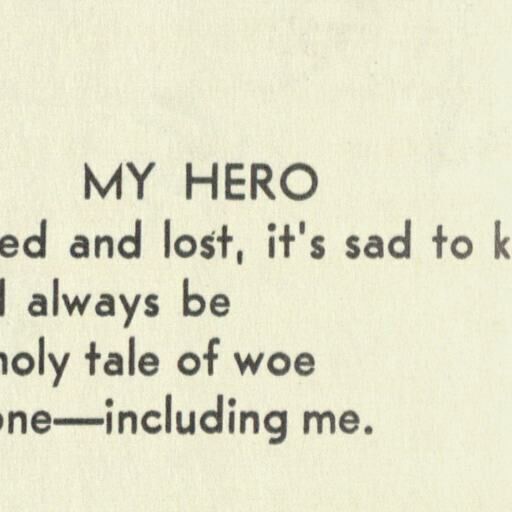 MY HERO
ed and lost, it's sad to k
always be
holy tale of woe
one—including me.